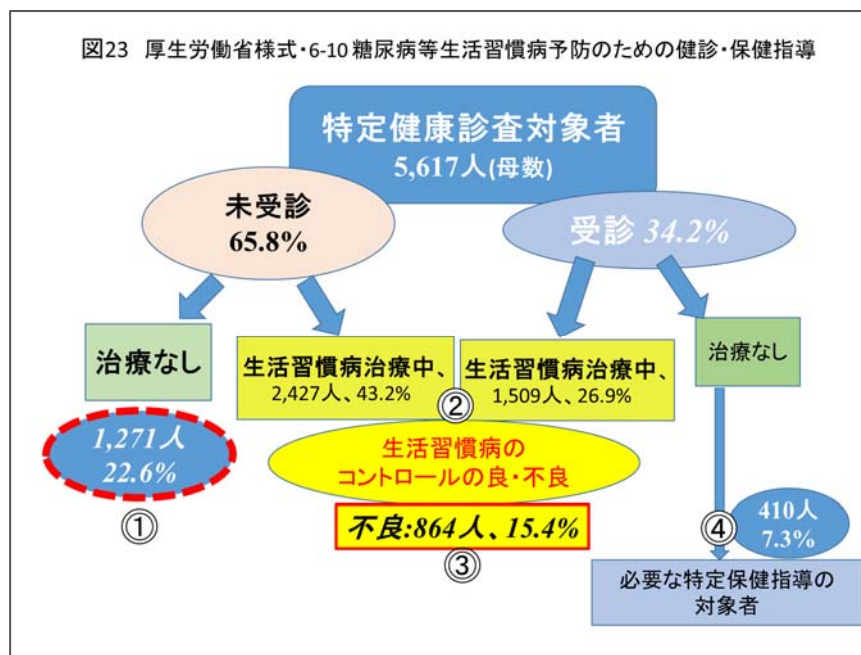 図23 厚生労働省様式・6-10 糖尿病等生活習慣病予防のための健診・保健指導
特定健康診査対象者
5,617人(母数)
未受診
65.8%
受診 34.2%
治療なし
生活習慣病治療中、
2,427人、43.2%
生活習慣病治療中、
1,509人、26.9%
治療なし
②
1,271人
22.6%
①
生活習慣病の
コントロールの良・不良
不良:864人、15.4%
③
④
410人
7.3%
必要な特定保健指導の
対象者